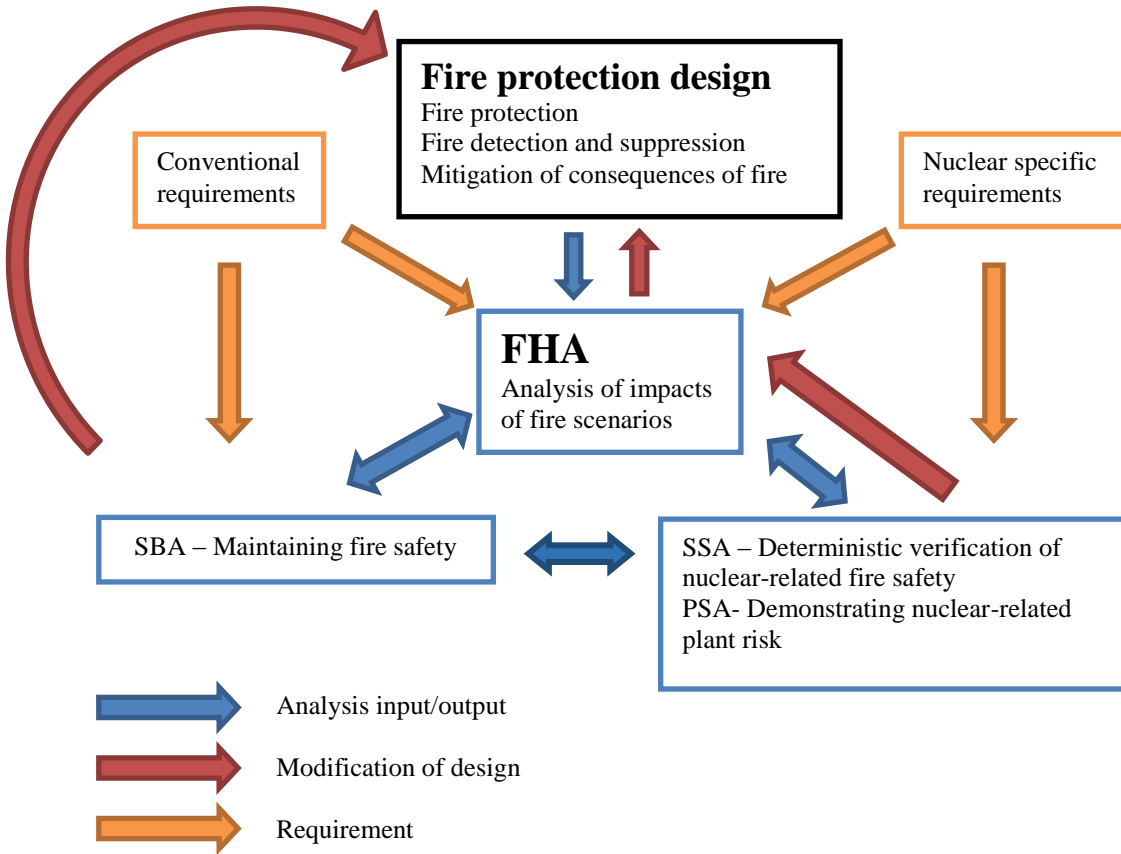 Fire protection design
Fire protection
Fire detection and suppression
Mitigation of consequences of fire
Conventional
requirements
Nuclear specific
requirements
FHA
Analysis of impacts
of fire scenarios
SBA – Maintaining fire safety
SSA – Deterministic verification of
nuclear-related fire safety
PSA- Demonstrating nuclear-related
plant risk
Analysis input/output
Modification of design
Requirement